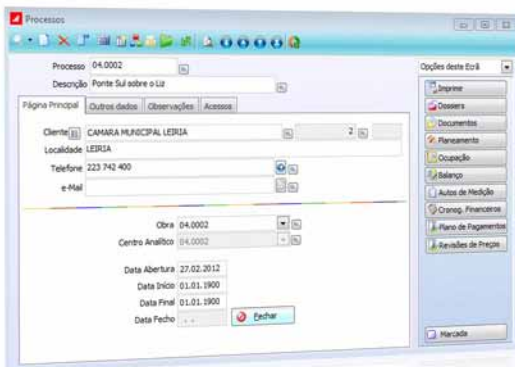 Processos
Processo 04.0002
Descrição Ponte Sul sobre o Liz
Página Principal Outros dados Observações Acessos
Cliente CAMARA MUNICIPAL LEIRIA 2
Localidade LEIRIA
Telefone 223 742 400
e-Mail
Obra 04.0002
Centro Analítico 04.0002
Data Abertura 27.02.2012
Data Início 01.01.1900
Data Final 01.01.1900
Data Fecho . .
Fechar
Opções deste Ecrã
Imprime
Dossiers
Documentos
Planeamento
Ocupação
Balanço
Autos de Medição
Cronog. Financeiros
Plano de Pagamentos
Revisões de Preços
Marcada